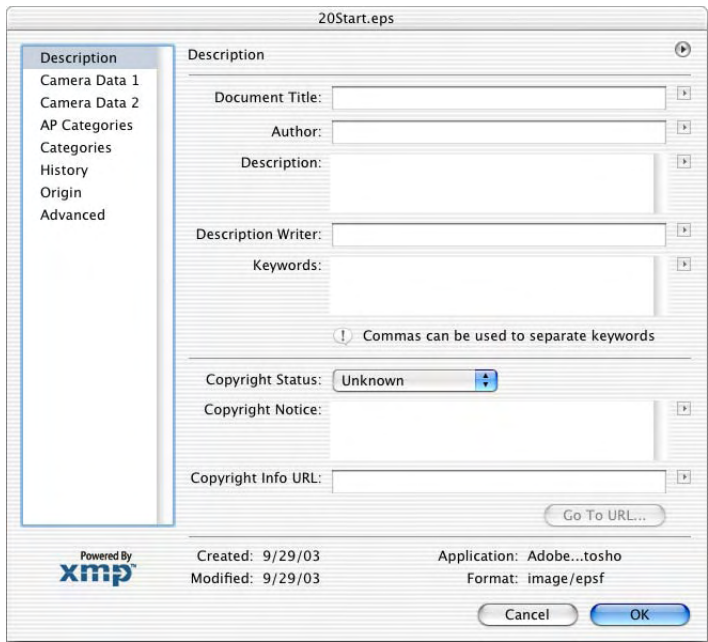 20Start.eps
Description
Camera Data 1
Camera Data 2
AP Categories
Categories
History
Origin
Advanced
Description
Document Title:
Author:
Description:
Description Writer:
Keywords:
! Commas can be used to separate keywords
Copyright Status: Unknown
Copyright Notice:
Copyright Info URL:
Go To URL...
Powered By
xmp™
Created: 9/29/03 Application: Adobe...tosho
Modified: 9/29/03 Format: image/epsf
Cancel OK